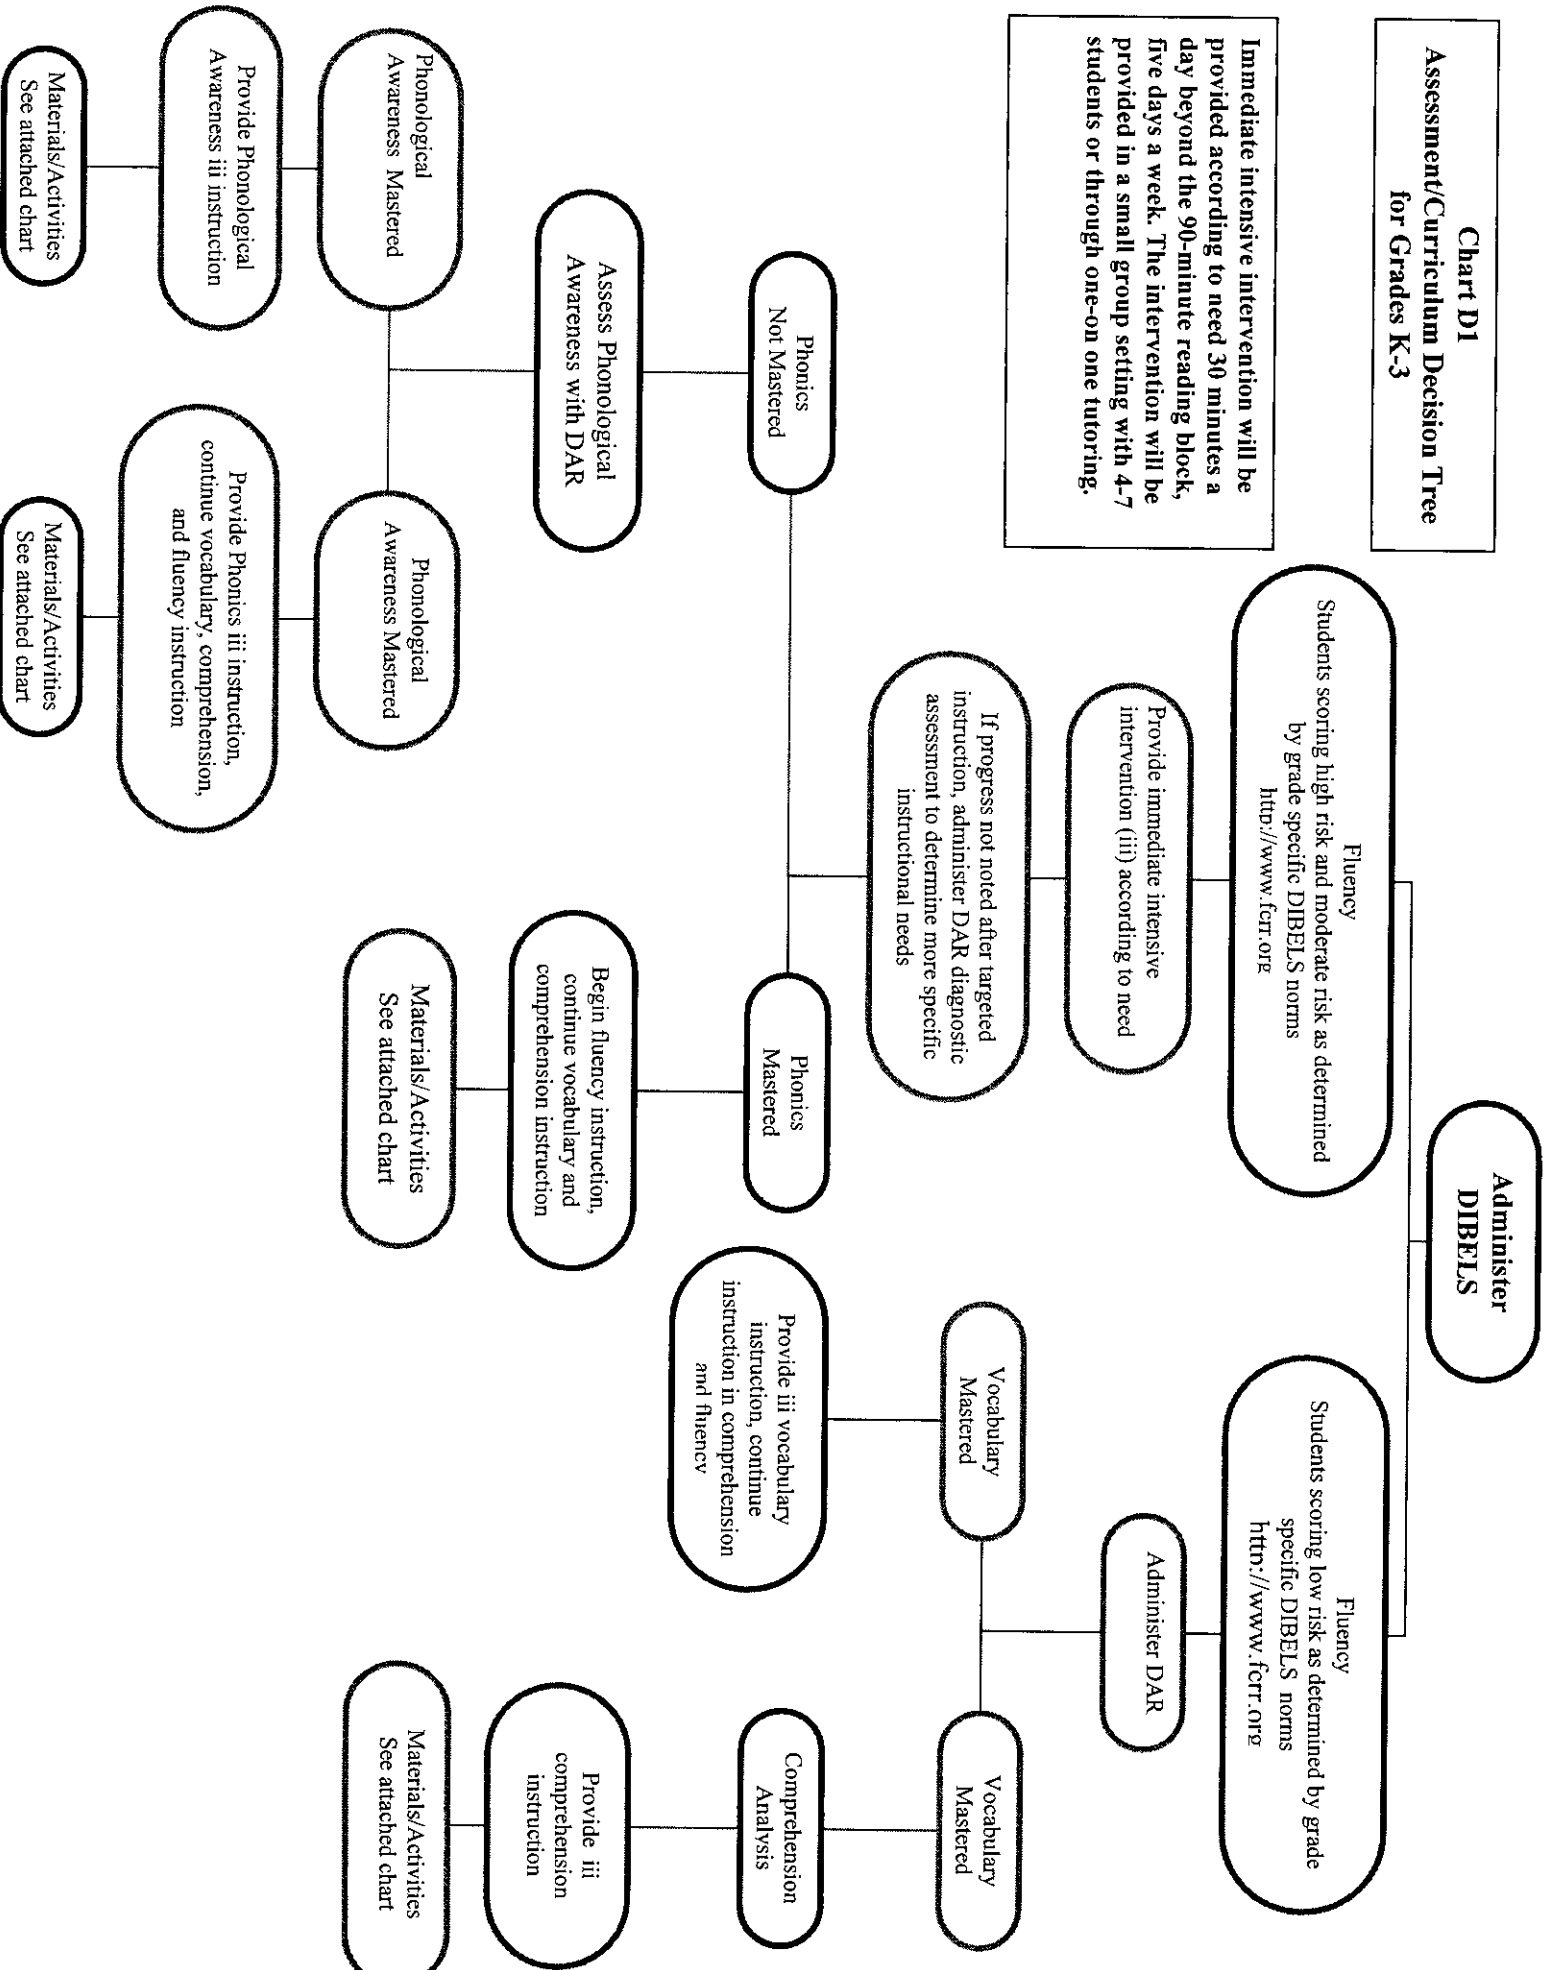 Chart D1
Assessment/Curriculum Decision Tree
for Grades K-3
Immediate intensive intervention will be
provided according to need 30 minutes a
day beyond the 90-minute reading block,
five days a week. The intervention will be
provided in a small group setting with 4-7
students or through one-on one tutoring.
Administer
DIBELS
Fluency
Students scoring high risk and moderate risk as determined
by grade specific DIBELS norms
http://www.fcrr.org
Fluency
Students scoring low risk as determined by grade
specific DIBELS norms
http://www.fcrr.org
Provide immediate intensive
intervention (iii) according to need
If progress not noted after targeted
instruction, administer DAR diagnostic
assessment to determine more specific
instructional needs
Administer DAR
Phonics
Not Mastered
Phonics
Mastered
Vocabulary
Mastered
Vocabulary
Mastered
Assess Phonological
Awareness with DAR
Begin fluency instruction,
continue vocabulary and
comprehension instruction
Materials/Activities
See attached chart
Provide iii vocabulary
instruction, continue
instruction in comprehension
and fluency
Comprehension
Analysis
Provide iii
comprehension
instruction
Materials/Activities
See attached chart
Phonological
Awareness Mastered
Phonological
Awareness Mastered
Provide Phonological
Awareness iii instruction
Provide Phonics iii instruction,
continue vocabulary, comprehension,
and fluency instruction
Materials/Activities
See attached chart
Materials/Activities
See attached chart